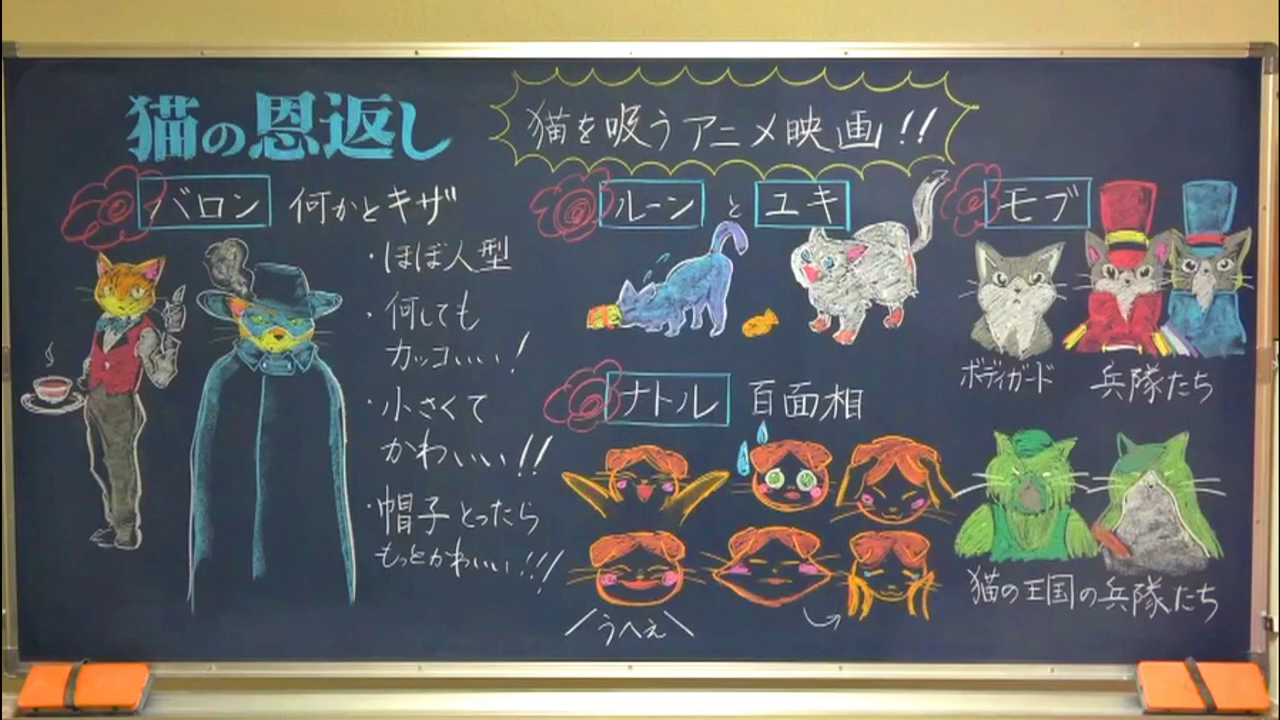 猫の恩返し
猫を吸うアニメ映画!!
バロン 何かとキザ
・ほぼ人型
・何しても
カッコいい!
・小さくて
かわいい!!
・帽子とったら
もっとかわいい!!!
ルーンとユキ
ナトル 百面相
うへぇ
モブ
ボディガード
兵隊たち
猫の王国の兵隊たち